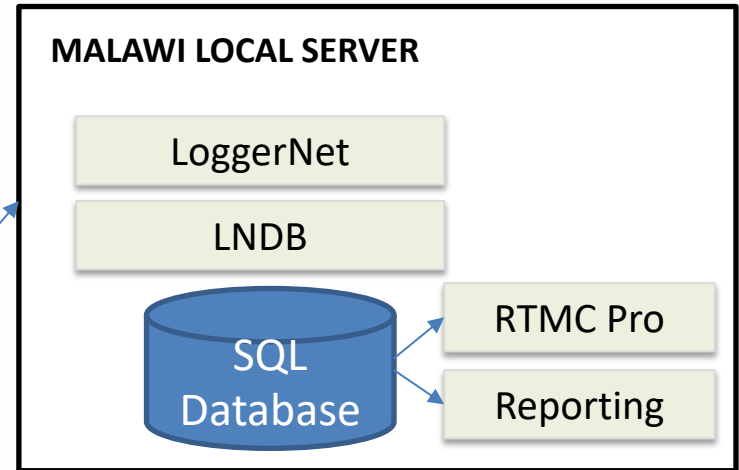 MALAWI LOCAL SERVER
LoggerNet
LNDB
SQL
Database
RTMC Pro
Reporting